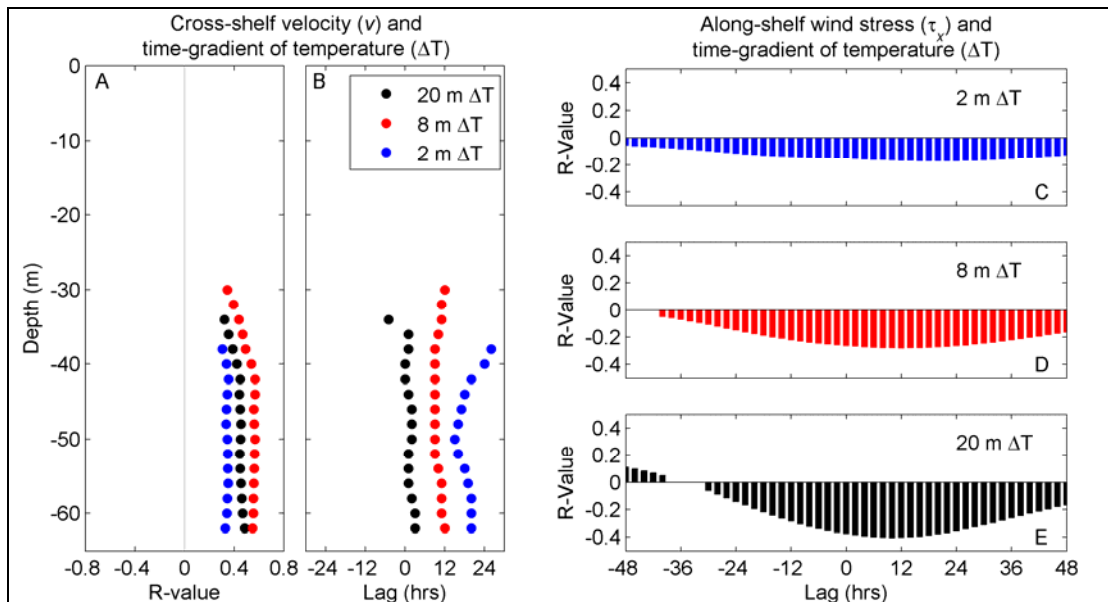 Cross-shelf velocity (v) and
time-gradient of temperature (ΔT)
A
B
20 m ΔT
8 m ΔT
2 m ΔT
0
-10
-20
-30
-40
-50
-60
Depth (m)
-0.8 -0.4 0 0.4 0.8
R-value
-24 -12 0 12 24
Lag (hrs)
Along-shelf wind stress (τx) and
time-gradient of temperature (ΔT)
0.4
0.2
0
-0.2
-0.4
R-Value
2 m ΔT
C
0.4
0.2
0
-0.2
-0.4
R-Value
8 m ΔT
D
0.4
0.2
0
-0.2
-0.4
R-Value
20 m ΔT
E
-48 -36 -24 -12 0 12 24 36 48
Lag (hrs)